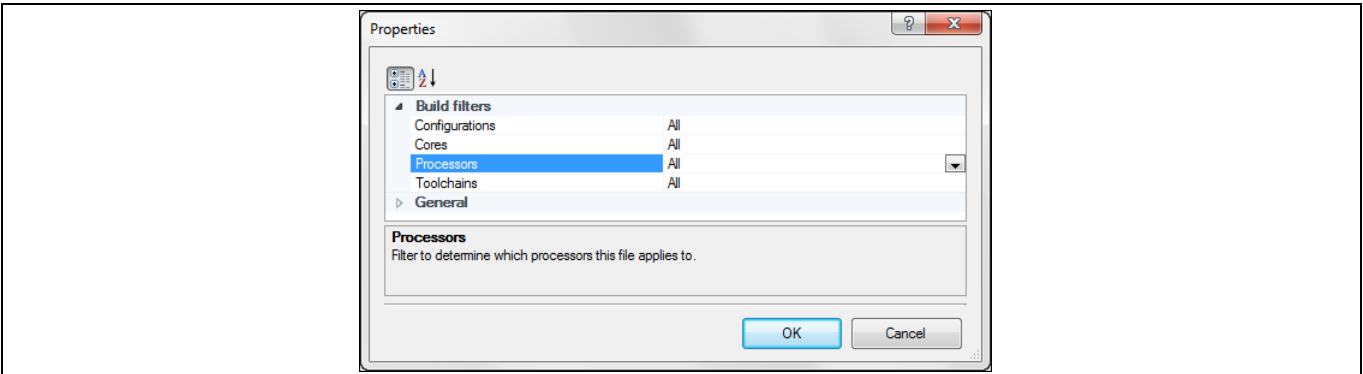 Properties
Build filters
Configurations All
Cores All
Processors All
Toolchains All
General
Processors
Filter to determine which processors this file applies to.
OK Cancel